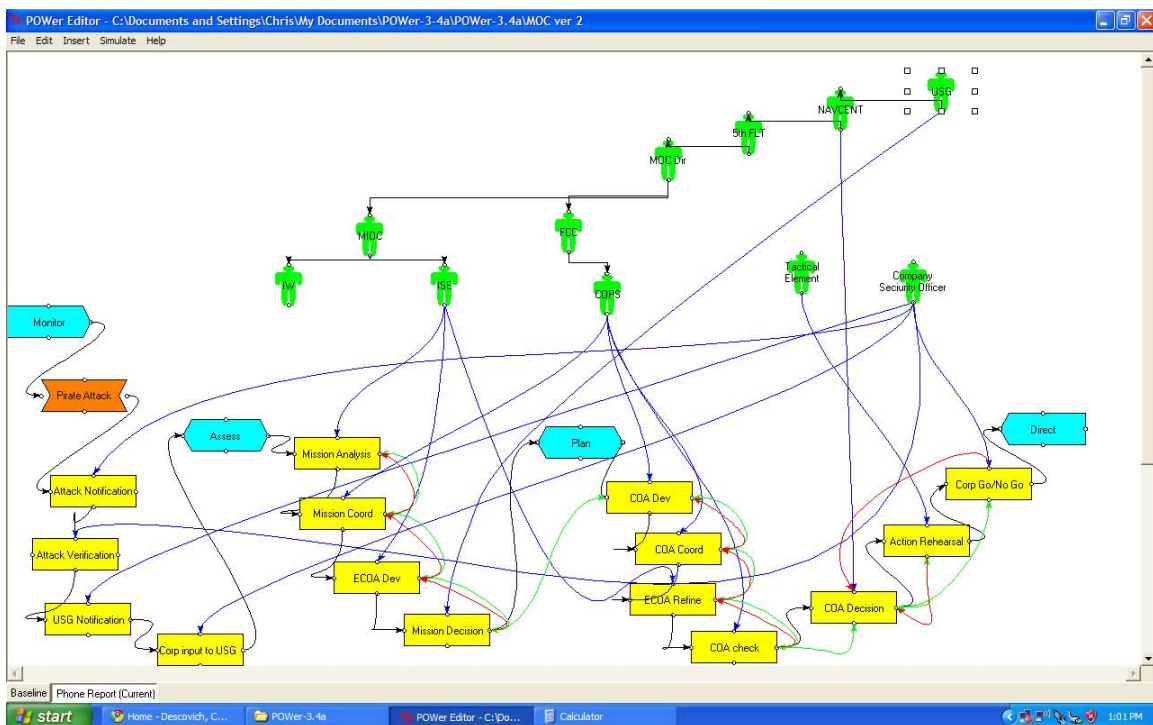 POWer Editor - C:\Documents and Settings\Chris\My Documents\POWer-3-4a\POWer-3.4a\MOC ver 2
File Edit Insert Simulate Help
USG
NAVCENT
5th FLT
MOC Dir
MIOC
FCC
IW
ISE
COPS
Tactical
Element
Company
Security Officer
Monitor
Pirate Attack
Assess
Plan
Direct
Mission Analysis
Corp Go/No Go
Attack Notification
COA Dev
Mission Coord
Action Rehearsal
Attack Verification
COA Coord
ECOA Dev
ECOA Refine
COA Decision
USG Notification
Mission Decision
Corp input to USG
COA check
Baseline Phone Report (Current)
start Home - Descovich, C... POWer-3.4a POWer Editor - C:\Do... Calculator 1:01 PM